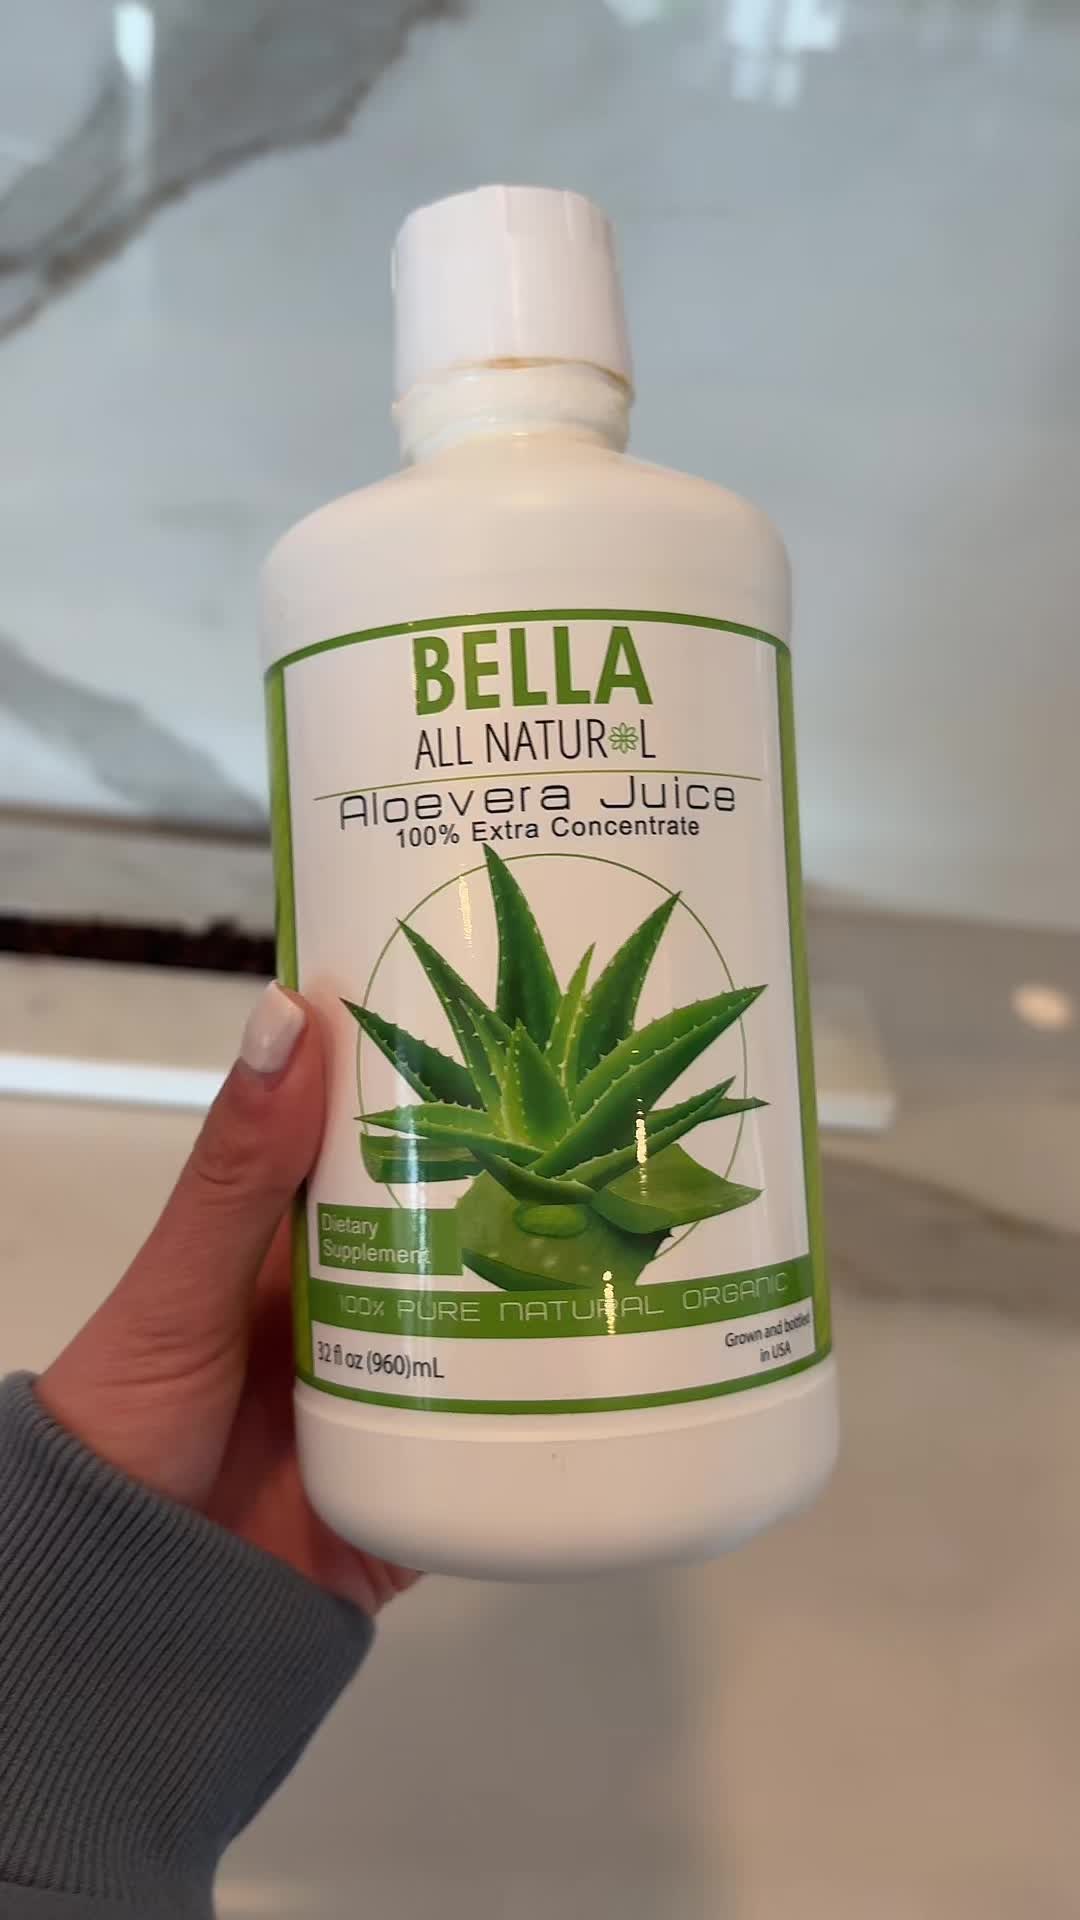 BELLA
ALL NATURAL
Aloevera Juice
100% Extra Concentrate
Dietary
Supplement
100% PURE NATURAL ORGANIC
32 fl oz (960)mL
Grown and bottled
in USA